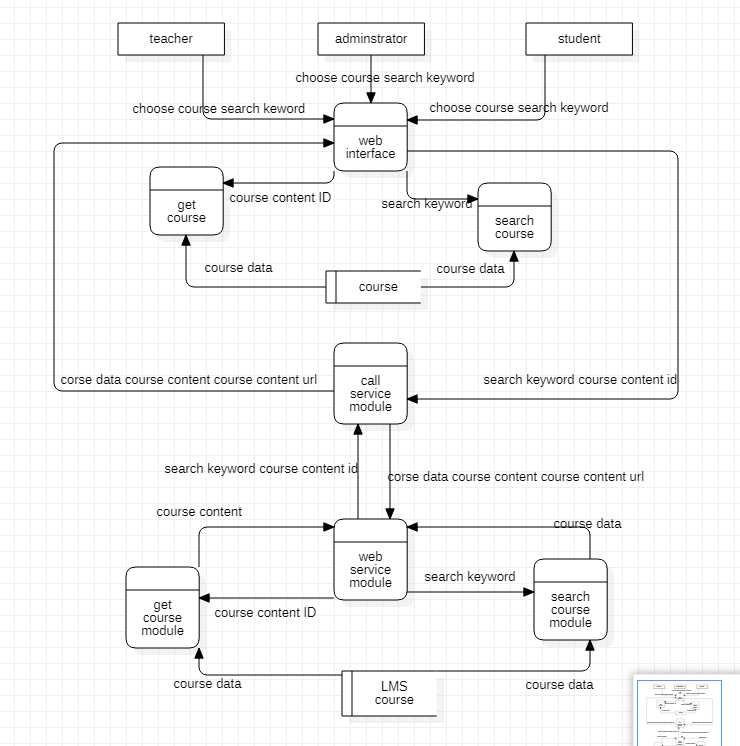 teacher
adminstrator
student
choose course search keyword
choose course search keword
choose course search keyword
web
interface
course content ID
get
course
search keyword
search
course
course data
course data
course
corse data course content course content url
call
service
module
search keyword course content id
search keyword course content id
corse data course content course content url
course content
course data
web
service
module
search keyword
get
course
module
course content ID
search
course
module
course data
LMS
course
course data